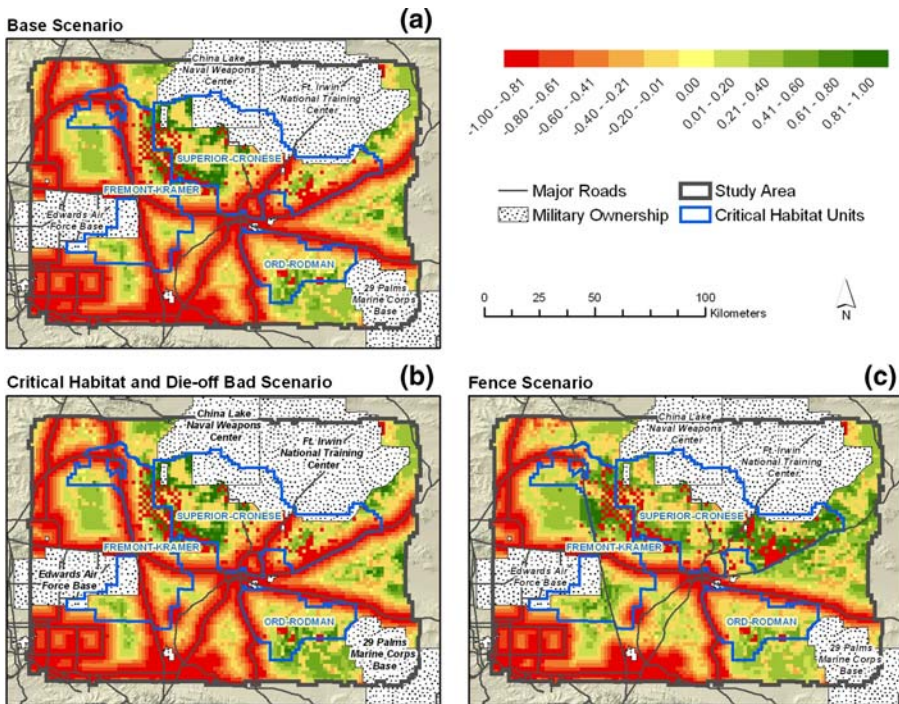 Base Scenario
(a)
China Lake
Naval Weapons
Center
Ft. Irwin
National Training
Center
SUPERIOR-CRONESE
FREMONT-KRAMER
Edwards Air
Force Base
ORD-RODMAN
29 Palms
Marine Corps
Base
-1.00 - -0.81
-0.80 - -0.61
-0.60 - -0.41
-0.40 - -0.21
-0.20 - -0.01
0.00
0.01 - 0.20
0.21 - 0.40
0.41 - 0.60
0.61 - 0.80
0.81 - 1.00
Major Roads
Study Area
Military Ownership
Critical Habitat Units
0 25 50 100
Kilometers
N
Critical Habitat and Die-off Bad Scenario
(b)
China Lake
Naval Weapons
Center
Ft. Irwin
National Training
Center
SUPERIOR-CRONESE
FREMONT-KRAMER
Edwards Air
Force Base
ORD-RODMAN
29 Palms
Marine Corps
Base
Fence Scenario
(c)
China Lake
Naval Weapons
Center
Ft. Irwin
National Training
Center
SUPERIOR-CRONESE
FREMONT-KRAMER
Edwards Air
Force Base
ORD-RODMAN
29 Palms
Marine Corps
Base